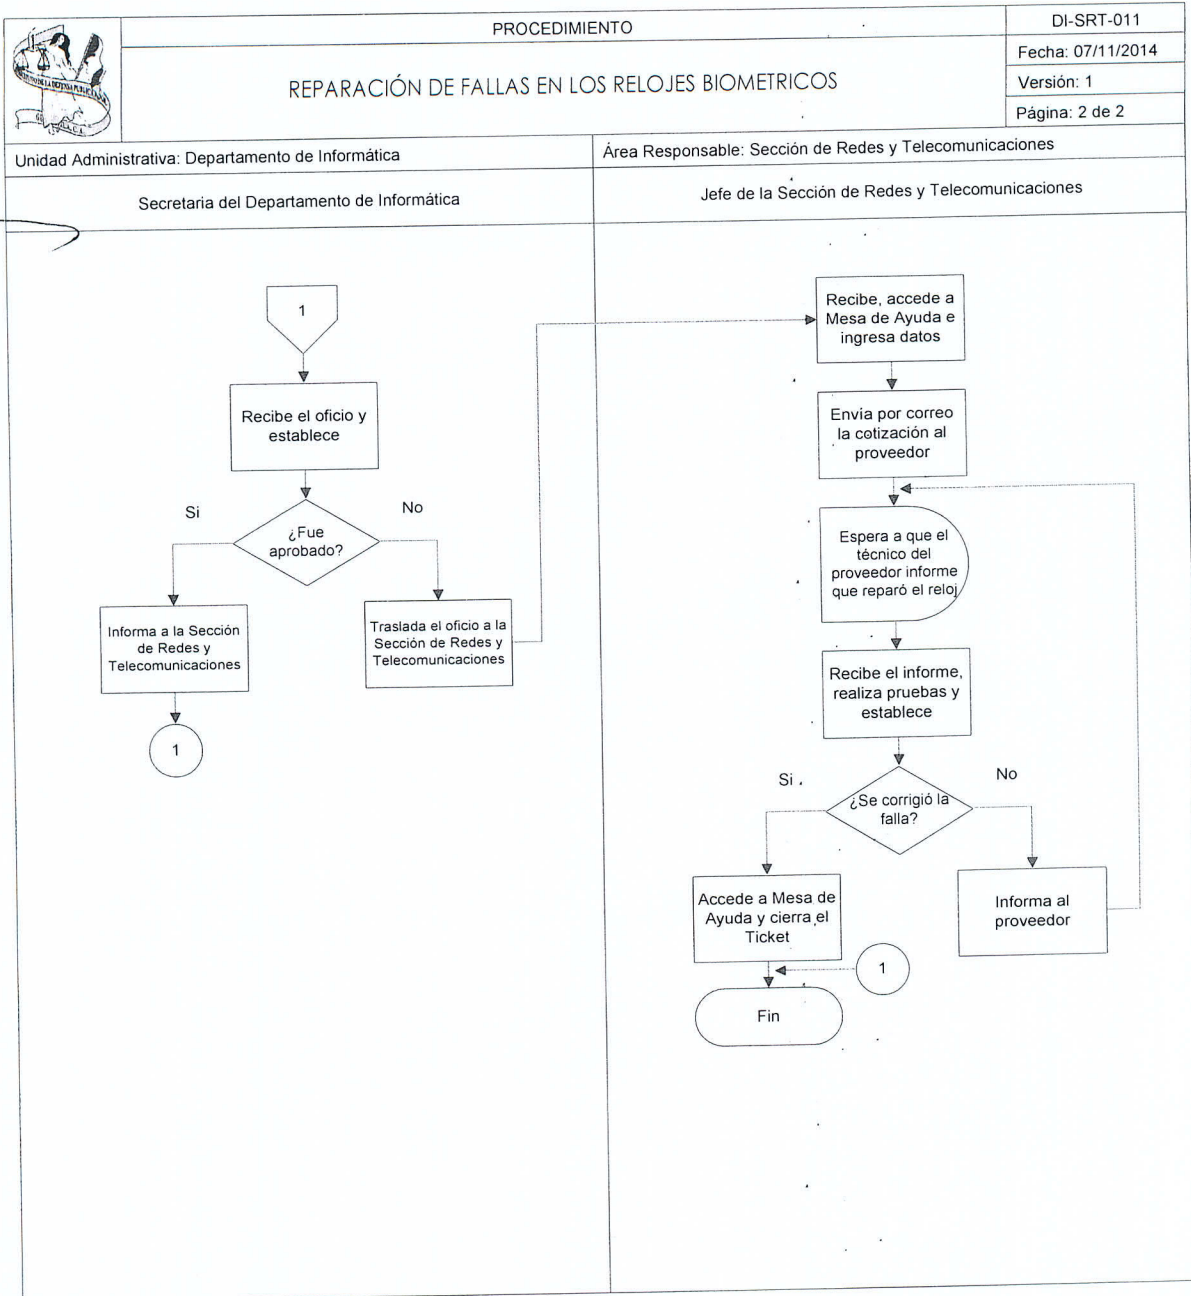 PROCEDIMIENTO
DI-SRT-011
REPARACIÓN DE FALLAS EN LOS RELOJES BIOMETRICOS
Fecha: 07/11/2014
Versión: 1
Página: 2 de 2
Unidad Administrativa: Departamento de Informática
Área Responsable: Sección de Redes y Telecomunicaciones
Secretaria del Departamento de Informática
Jefe de la Sección de Redes y Telecomunicaciones
1
Recibe el oficio y
establece
Si
No
¿Fue
aprobado?
Informa a la Sección
de Redes y
Telecomunicaciones
Traslada el oficio a la
Sección de Redes y
Telecomunicaciones
1
Recibe, accede a
Mesa de Ayuda e
ingresa datos
Envia por correo
la cotización al
proveedor
Espera a que el
técnico del
proveedor informe
que reparó el reloj
Recibe el informe,
realiza pruebas y
establece
Si
No
¿Se corrigió la
falla?
Accede a Mesa de
Ayuda y cierra el
Ticket
Informa al
proveedor
1
Fin